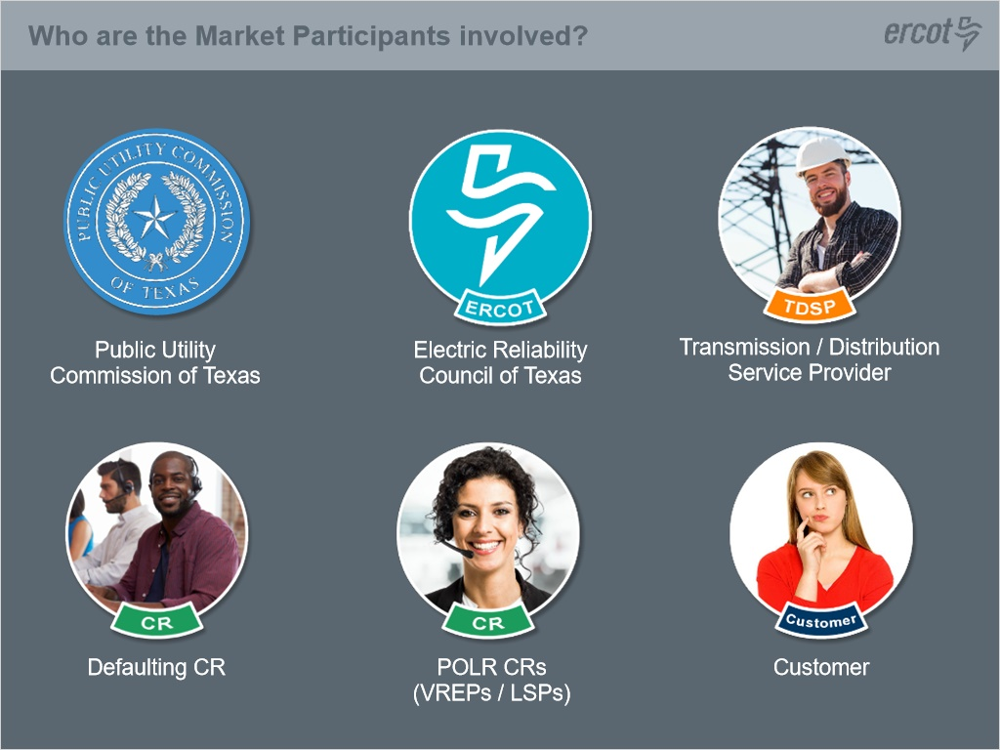 Who are the Market Participants involved?
ercot
PUBLIC UTILITY COMMISSION
OF TEXAS
ERCOT
TDSP
Public Utility
Commission of Texas
Electric Reliability
Council of Texas
Transmission / Distribution
Service Provider
CR
CR
Customer
Defaulting CR
POLR CRs
(VREPs / LSPs)
Customer